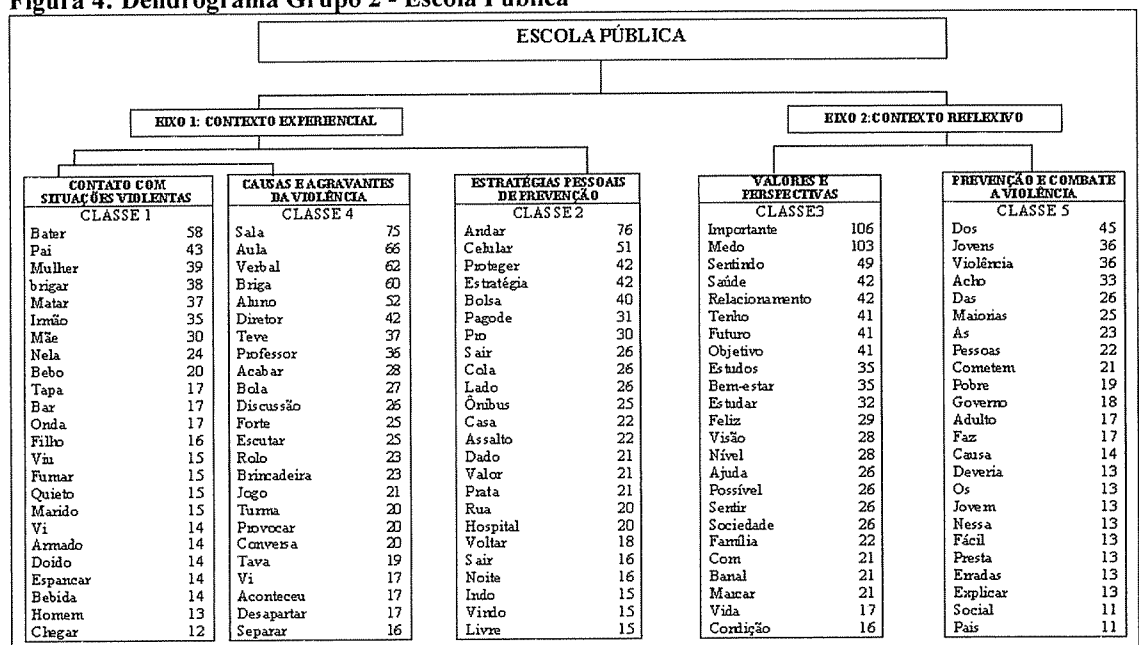 Figura 4: Dendrograma Grupo 2 - Escola Pública
ESCOLA PÚBLICA
EIXO 1: CONTEXTO EXPERIENCIAL
EIXO 2:CONTEXTO REFLEXIVO
CONTATO COM
SITUAÇÕES VIOLENTAS
CLASSE 1
Bater 58
Pai 43
Mulher 39
brigar 38
Matar 37
Irmão 35
Mãe 30
Nela 24
Bebo 20
Tapa 17
Bar 17
Onda 17
Filho 16
Viu 15
Fumar 15
Quieto 15
Marido 15
Vi 14
Armado 14
Doido 14
Espancar 14
Bebida 14
Homem 13
Chegar 12
CAUSAS E AGRAVANTES
DA VIOLÊNCIA
CLASSE 4
Sala 75
Aula 66
Verbal 62
Briga 60
Aluno 52
Diretor 42
Teve 37
Professor 36
Acabar 28
Bola 27
Discussão 26
Forte 25
Escutar 25
Rolo 23
Brincadeira 23
Jogo 21
Turma 20
Provocar 20
Conversa 20
Tava 19
Vi 17
Aconteceu 17
Desapartar 17
Separar 16
ESTRATÉGIAS PESSOAIS
DE PREVENÇÃO
CLASSE 2
Andar 76
Celular 51
Proteger 42
Estratégia 42
Bolsa 40
Pagode 31
Pro 30
Sair 26
Cola 26
Lado 26
Ônibus 25
Casa 22
Assalto 22
Dado 21
Valor 21
Prata 21
Rua 20
Hospital 20
Voltar 18
Sair 16
Noite 16
Indo 15
Vindo 15
Livre 15
VALORES E
PERSPECTIVAS
CLASSE3
Importante 106
Medo 103
Sentindo 49
Saúde 42
Relacionamento 42
Tenho 41
Futuro 41
Objetivo 41
Estudos 35
Bem-estar 35
Estudar 32
Feliz 29
Visão 28
Nível 28
Ajuda 26
Possível 26
Sentir 26
Sociedade 26
Família 22
Com 21
Banal 21
Marcar 21
Vida 17
Condição 16
PREVENÇÃO E COMBATE
A VIOLÊNCIA
CLASSE 5
Dos 45
Jovens 36
Violência 36
Acho 33
Das 26
Maiorias 25
As 23
Pessoas 22
Cometem 21
Pobre 19
Governo 18
Adulto 17
Faz 17
Causa 14
Deveria 13
Os 13
Jovem 13
Nessa 13
Fácil 13
Presta 13
Erradas 13
Explicar 13
Social 11
Pais 11